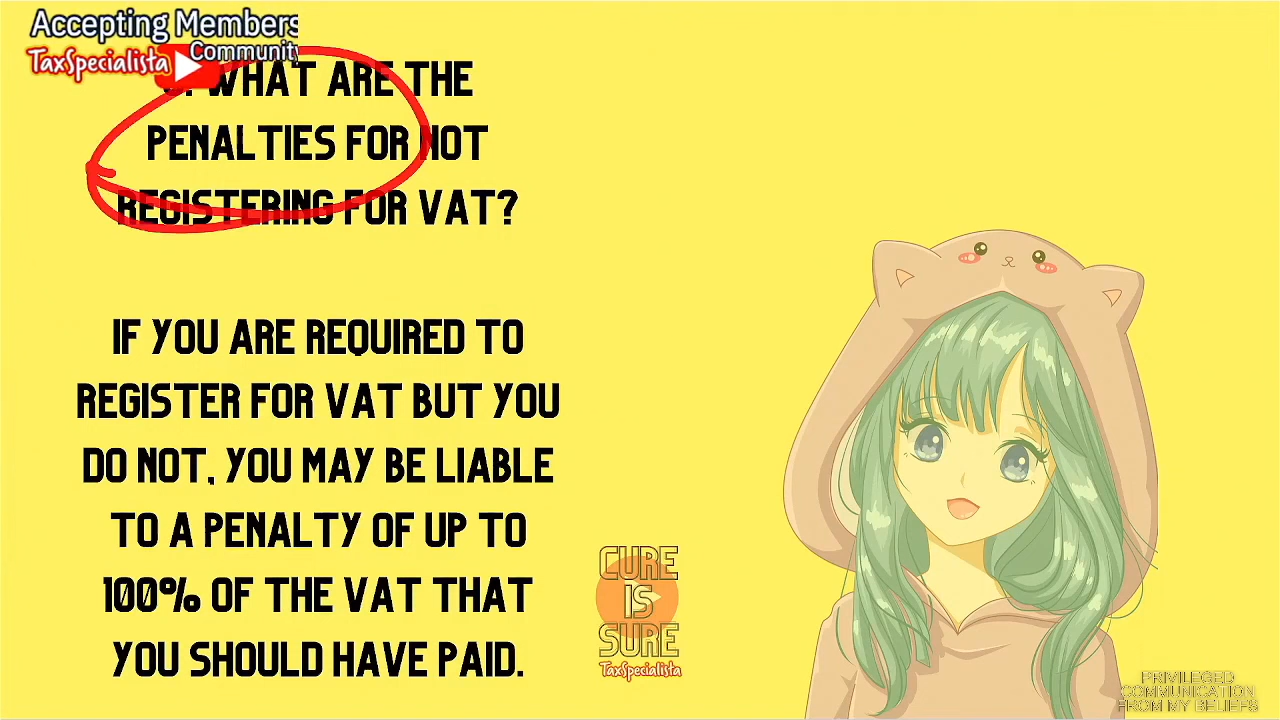 Accepting Members
Community
TaxSpecialista
WHAT ARE THE
PENALTIES FOR NOT
REGISTERING FOR VAT?
IF YOU ARE REQUIRED TO
REGISTER FOR VAT BUT YOU
DO NOT, YOU MAY BE LIABLE
TO A PENALTY OF UP TO
100% OF THE VAT THAT
YOU SHOULD HAVE PAID.
CURE
IS
SURE
TaxSpecialista
PRIVILEGED
COMMUNICATION
FROM MY BELIEFS